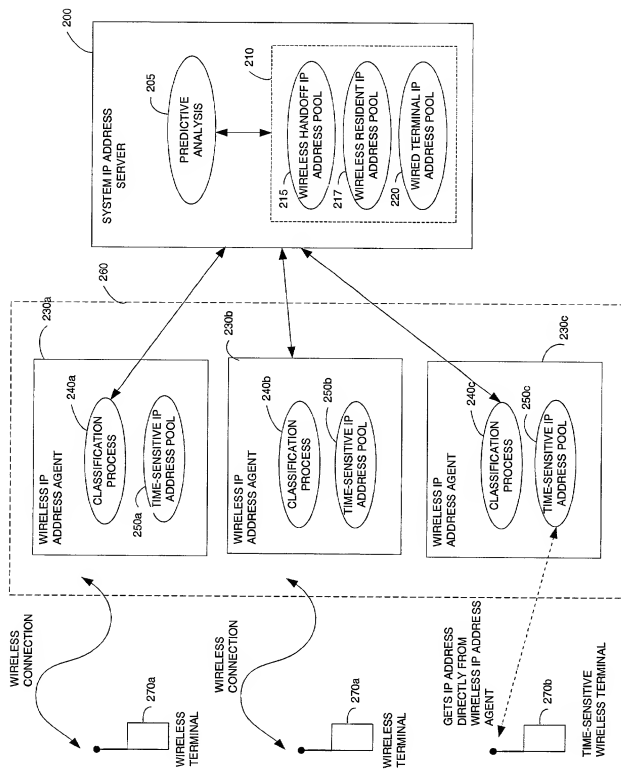 200
SYSTEM IP ADDRESS
SERVER
205
PREDICTIVE
ANALYSIS
210
WIRELESS HANDOFF IP
ADDRESS POOL
215
WIRELESS RESIDENT IP
ADDRESS POOL
217
WIRED TERMINAL IP
ADDRESS POOL
220
260
230a
WIRELESS IP
ADDRESS AGENT
240a
CLASSIFICATION
PROCESS
TIME-SENSITIVE IP
ADDRESS POOL
250a
230b
WIRELESS IP
ADDRESS AGENT
240b
CLASSIFICATION
PROCESS
250b
TIME-SENSITIVE IP
ADDRESS POOL
230c
WIRELESS IP
ADDRESS AGENT
240c
CLASSIFICATION
PROCESS
250c
TIME-SENSITIVE IP
ADDRESS POOL
WIRELESS
CONNECTION
270a
WIRELESS
TERMINAL
WIRELESS
CONNECTION
270a
WIRELESS
TERMINAL
GETS IP ADDRESS
DIRECTLY FROM
WIRELESS IP ADDRESS
AGENT
270b
TIME-SENSITIVE
WIRELESS TERMINAL